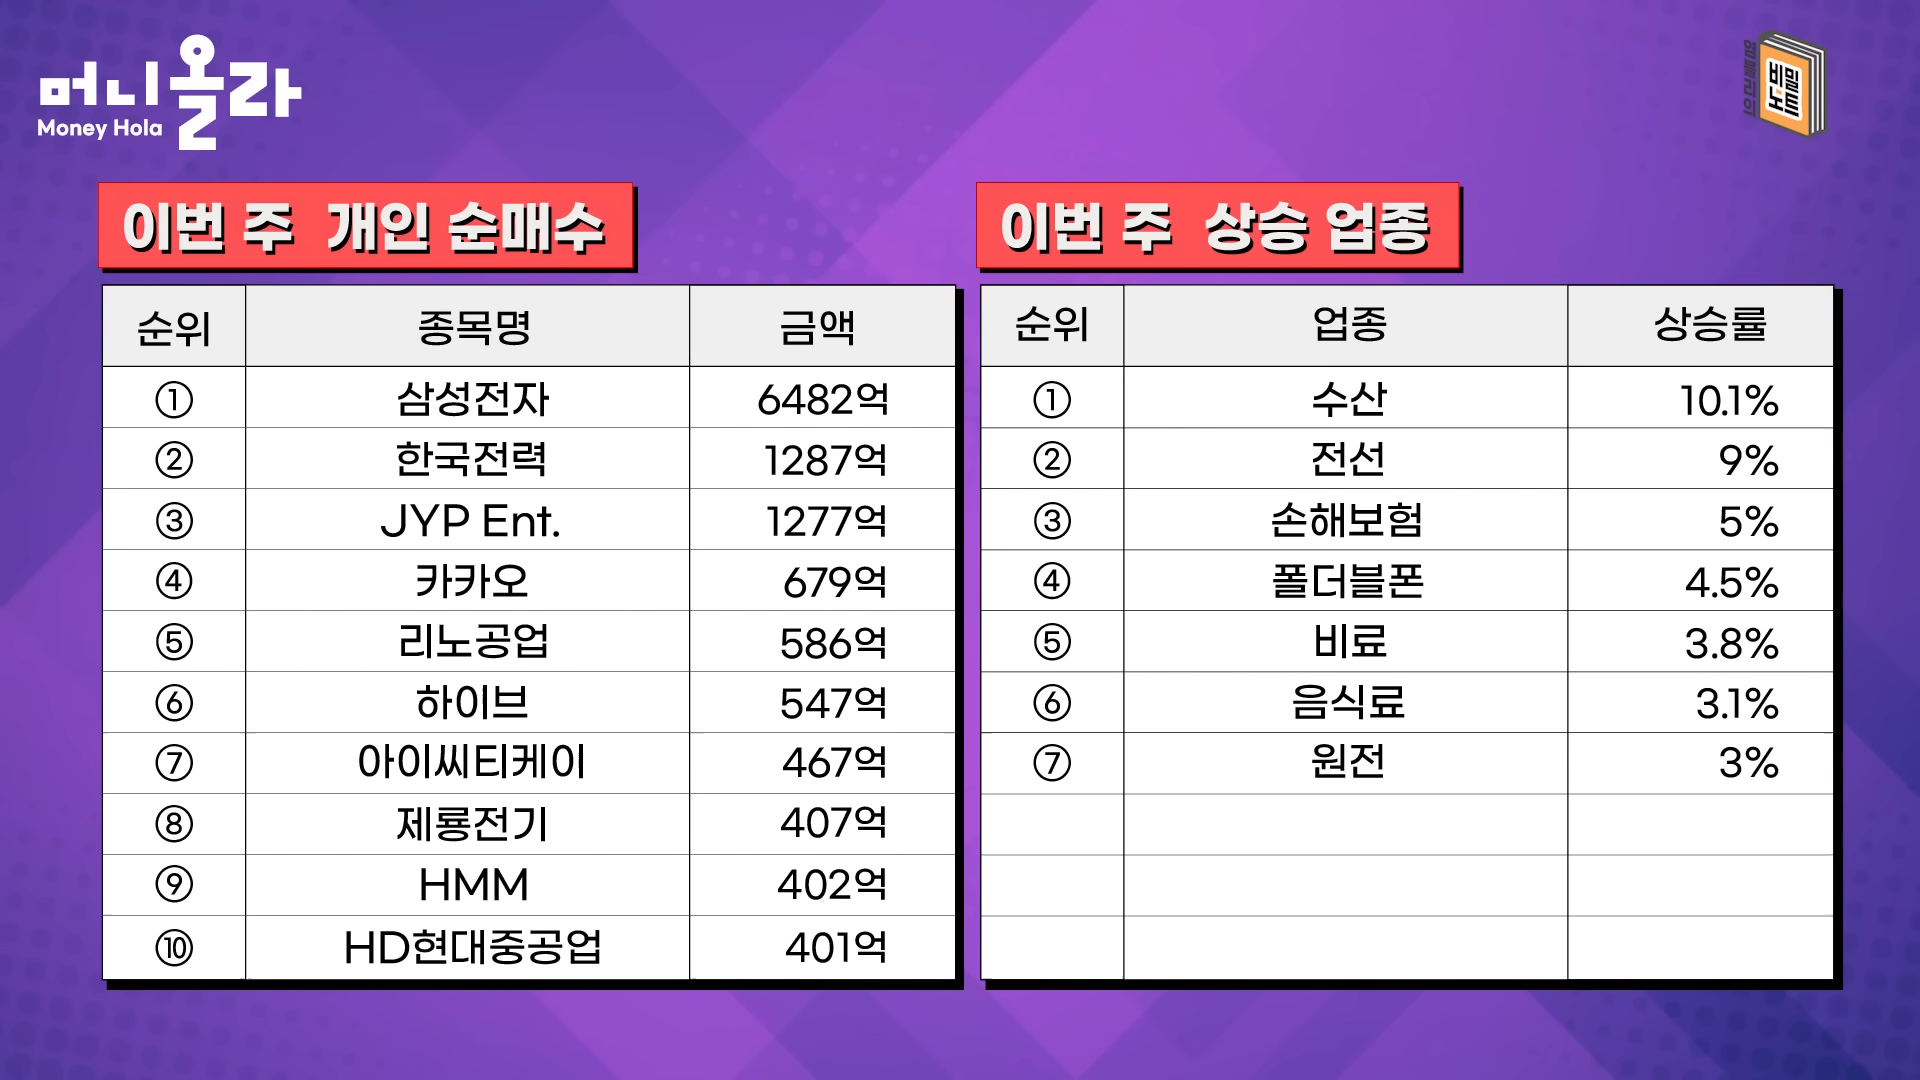 머니올라
Money Hola
비밀
노트
이번 주 개인 순매수
순위 종목명 금액
① 삼성전자 6482억
② 한국전력 1287억
③ JYP Ent. 1277억
④ 카카오 679억
⑤ 리노공업 586억
⑥ 하이브 547억
⑦ 아이씨티케이 467억
⑧ 제룡전기 407억
⑨ HMM 402억
⑩ HD현대중공업 401억
이번 주 상승 업종
순위 업종 상승률
① 수산 10.1%
② 전선 9%
③ 손해보험 5%
④ 폴더블폰 4.5%
⑤ 비료 3.8%
⑥ 음식료 3.1%
⑦ 원전 3%